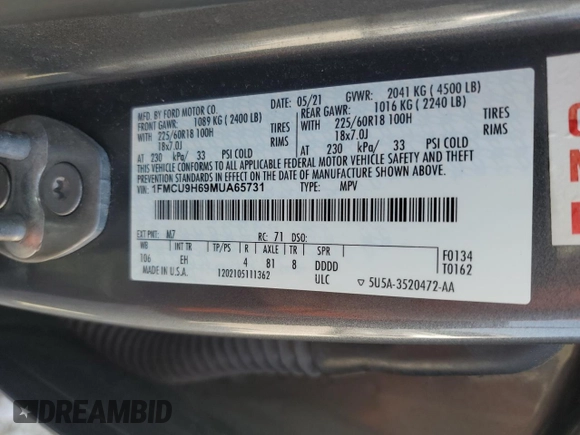 MFD. BY FORD MOTOR CO. 05/21 GVWR: 2041 KG ( 4500 LB)
FRONT GAWR: 1089 KG ( 2400 LB) REAR GAWR: 1016 KG ( 2240 LB)
WITH 225/60R18 100H TIRES WITH 225/60R18 100H TIRES
18x7.0J 18x7.0J
AT 230 kPa/ 33 PSI COLD AT 230 kPa/ 33 PSI COLD
THIS VEHICLE CONFORMS TO ALL APPLICABLE FEDERAL MOTOR VEHICLE SAFETY AND
THEFT PREVENTION STANDARDS IN EFFECT ON THE DATE OF MANUFACTURE SHOWN ABOVE.
VIN: 1FMCU9H69MUA65731 TYPE: MPV
EXT PNT: M7 RC: 71 DSO:
WB INT TR TP/PS R AXLE TR SPR F0134
106 EH 4 81 8 DDDD T0162
MADE IN U.S.A. 1202105111362 ULC 5U5A-3520472-AA
DREAMBID